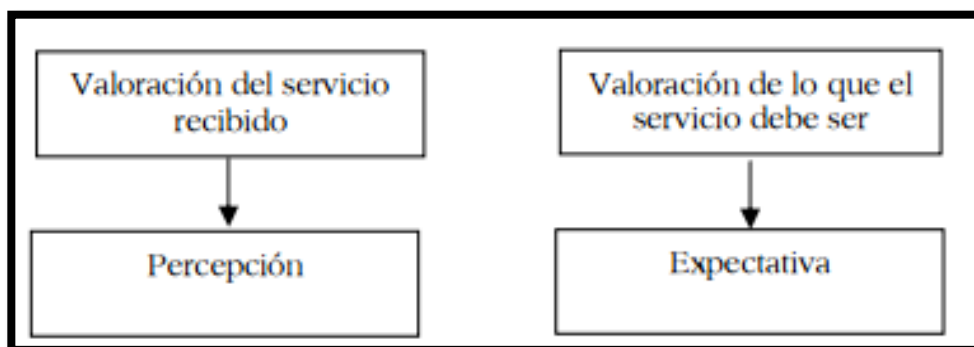 Valoración del servicio
recibido
Valoración de lo que el
servicio debe ser
Percepción
Expectativa